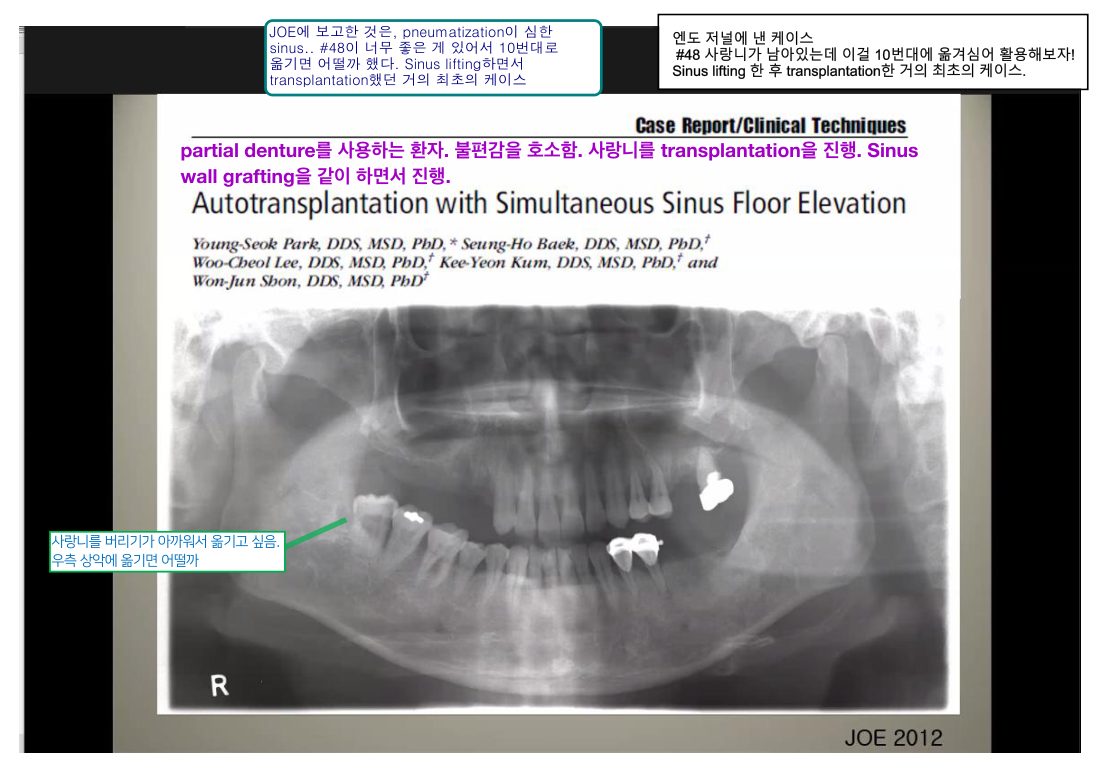 JOE에 보고한 것은, pneumatization이 심한
sinus.. #48이 너무 좋은 게 있어서 10번대로
옮기면 어떨까 했다. Sinus lifting하면서
transplantation했던 거의 최초의 케이스
엔도 저널에 낸 케이스
#48 사랑니가 남아있는데 이걸 10번대에 옮겨심어 활용해보자!
Sinus lifting 한 후 transplantation한 거의 최초의 케이스.
Case Report/Clinical Techniques
partial denture를 사용하는 환자. 불편감을 호소함. 사랑니를 transplantation을 진행. Sinus
wall grafting을 같이 하면서 진행.
Autotransplantation with Simultaneous Sinus Floor Elevation
Young-Seok Park, DDS, MSD, PhD,* Seung-Ho Baek, DDS, MSD, PhD,†
Woo-Cheol Lee, DDS, MSD, PhD,† Kee-Yeon Kum, DDS, MSD, PhD,† and
Won-Jun Shon, DDS, MSD, PhD†
사랑니를 버리기가 아까워서 옮기고 싶음.
우측 상악에 옮기면 어떨까
R
JOE 2012